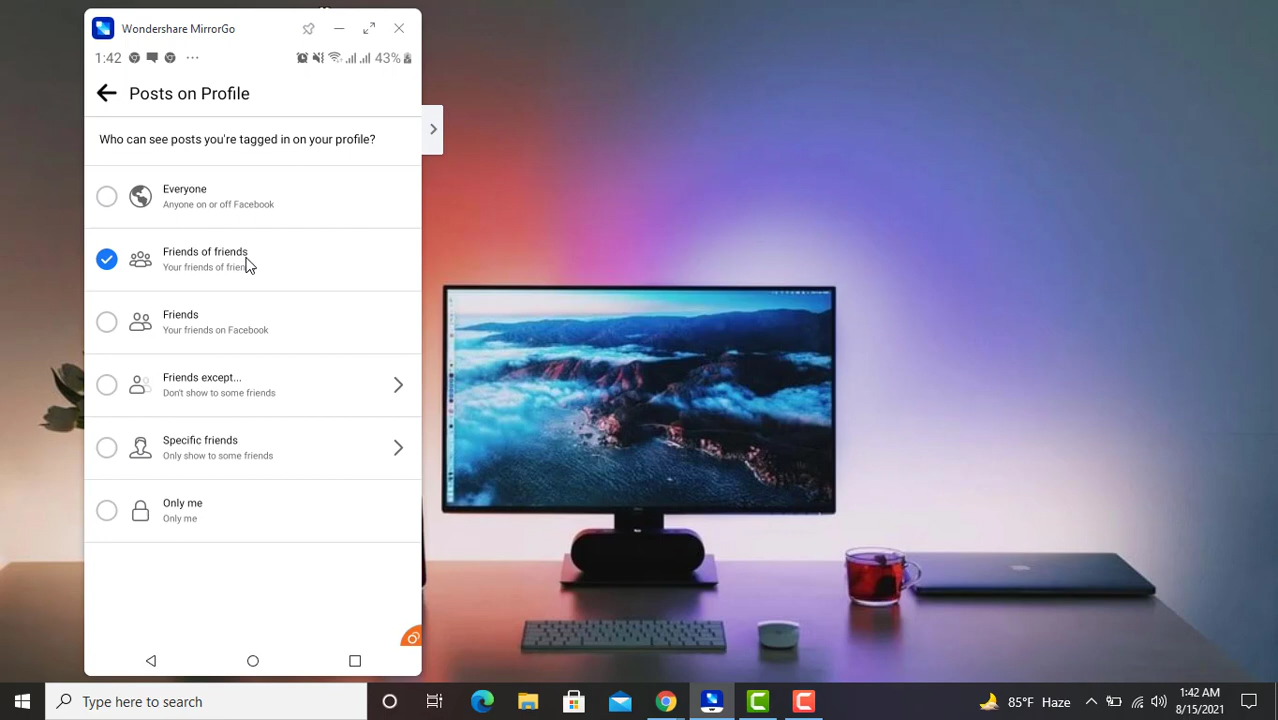 Wondershare MirrorGo
1:42
43%
Posts on Profile
Who can see posts you're tagged in on your profile?
Everyone
Anyone on or off Facebook
Friends of friends
Your friends of
Friends
Your friends on Facebook
Friends except...
Don't show to some friends
Specific friends
Only show to some friends
Only me
Only me
Type here to search
85°F Haze
1:42 AM
8/15/2021